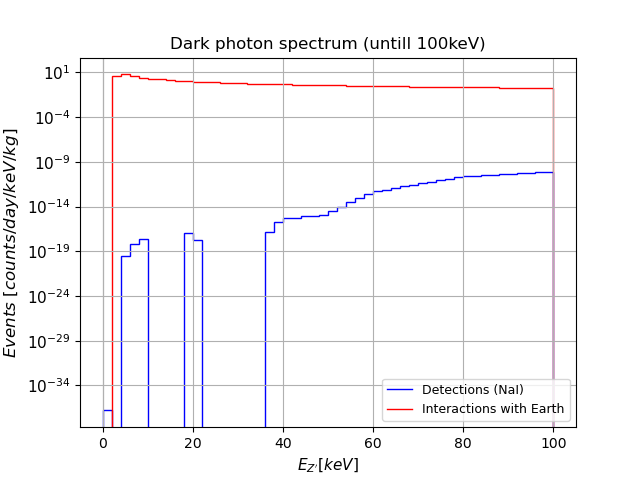 Dark photon spectrum (untill 100keV)
Events [counts/day/keV/kg]
10^1
10^-4
10^-9
10^-14
10^-19
10^-24
10^-29
10^-34
0 20 40 60 80 100
E_{Z'}[keV]
Detections (NaI)
Interactions with Earth